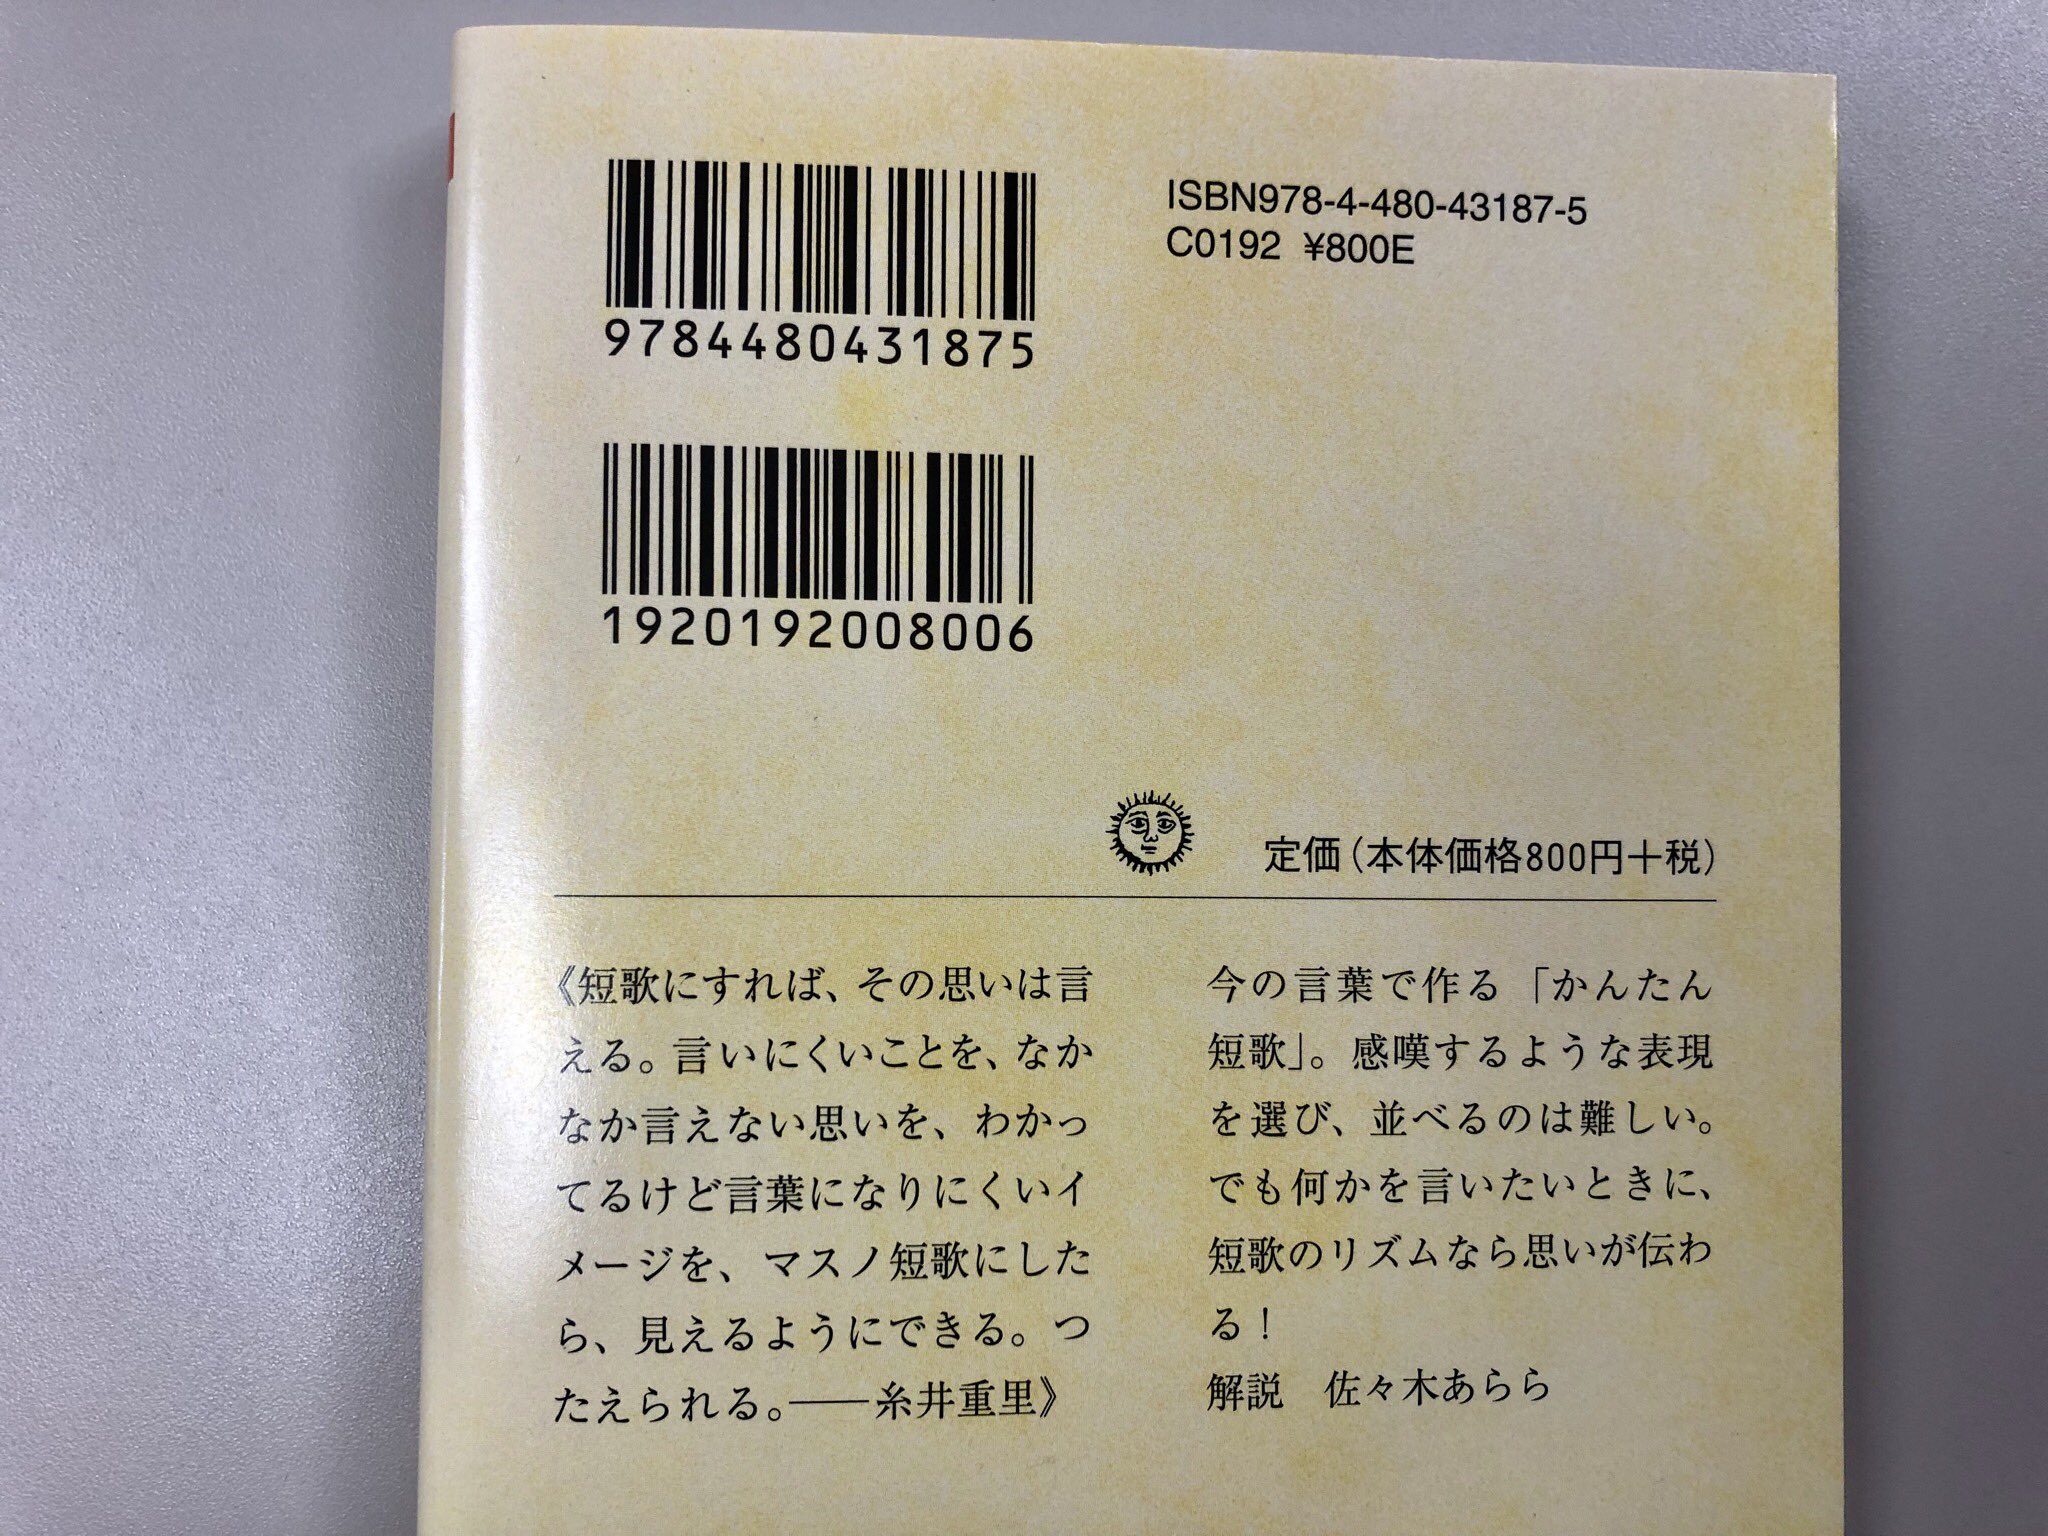 9784480431875
ISBN978-4-480-43187-5
C0192 ¥800E
1920192008006
定価(本体価格800円+税)
《短歌にすれば、その思いは言
える。言いにくいことを、なか
なか言えない思いを、わかっ
てるけど言葉になりにくいイ
メージを、マスノ短歌にした
ら、見えるようにできる。つ
たえられる。――糸井重里》
今の言葉で作る「かんたん
短歌」。感嘆するような表現
を選び、並べるのは難しい。
でも何かを言いたいときに、
短歌のリズムなら思いが伝わ
る！
解説　佐々木あらら